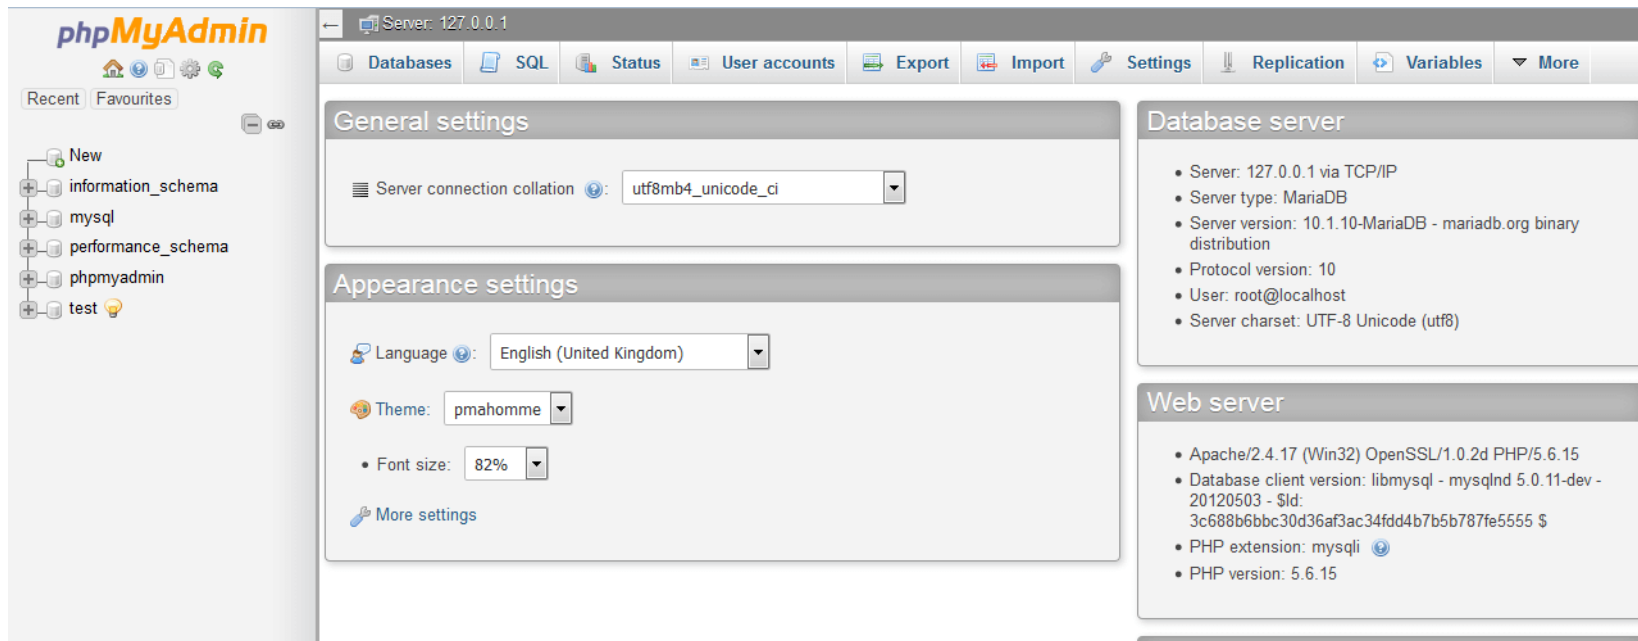 phpMyAdmin
Recent Favourites
New
information_schema
mysql
performance_schema
phpmyadmin
test
Server: 127.0.0.1
Databases SQL Status User accounts Export Import Settings Replication Variables More
General settings
Server connection collation : utf8mb4_unicode_ci
Appearance settings
Language : English (United Kingdom)
Theme: pmahomme
Font size: 82%
More settings
Database server
Server: 127.0.0.1 via TCP/IP
Server type: MariaDB
Server version: 10.1.10-MariaDB - mariadb.org binary
distribution
Protocol version: 10
User: root@localhost
Server charset: UTF-8 Unicode (utf8)
Web server
Apache/2.4.17 (Win32) OpenSSL/1.0.2d PHP/5.6.15
Database client version: libmysql - mysqlnd 5.0.11-dev -
20120503 - $Id:
3c688b6bbc30d36af3ac34fdd4b7b5b787fe5555 $
PHP extension: mysqli
PHP version: 5.6.15